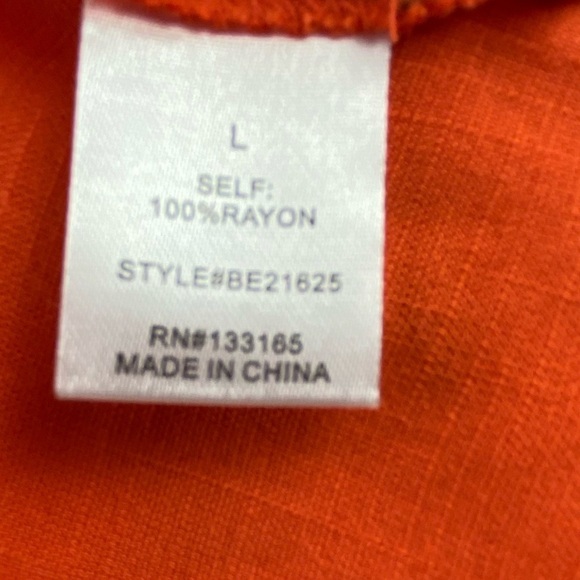 L
SELF:
100%RAYON
STYLE#BE21625
RN#133165
MADE IN CHINA